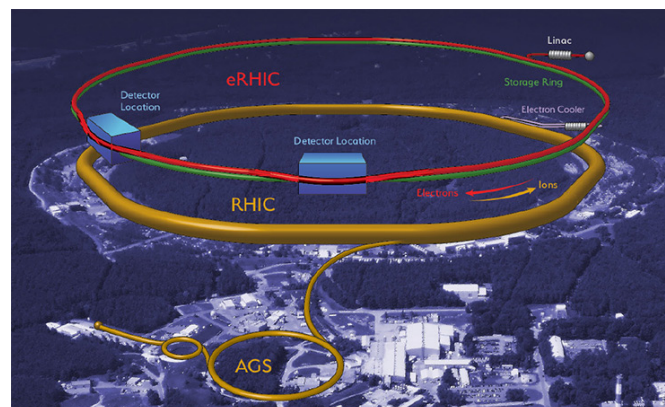 Linac
eRHIC
Storage Ring
Detector
Location
Electron Cooler
Detector Location
Electrons
Ions
RHIC
AGS